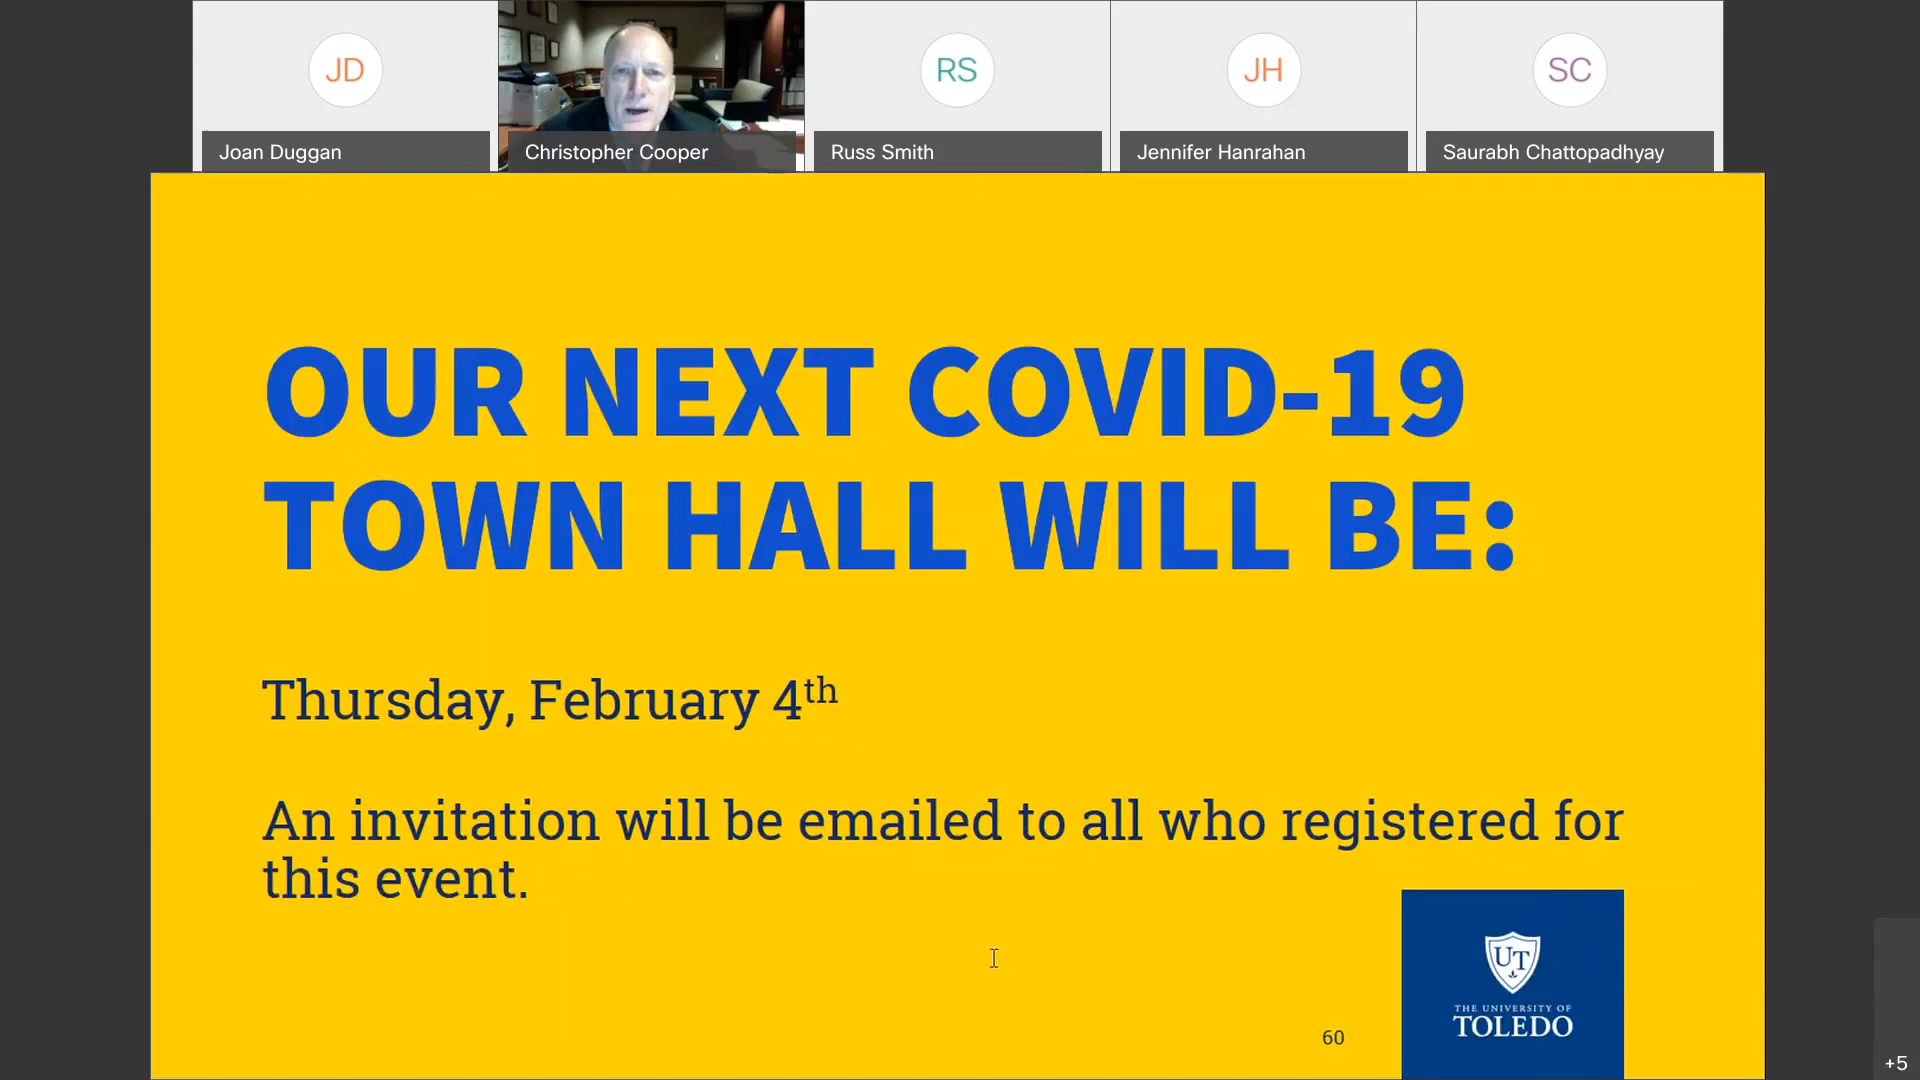 JD
RS
JH
SC
Joan Duggan
Christopher Cooper
Russ Smith
Jennifer Hanrahan
Saurabh Chattopadhyay
OUR NEXT COVID-19
TOWN HALL WILL BE:
Thursday, February 4th
An invitation will be emailed to all who registered for
this event.
UT
THE UNIVERSITY OF
TOLEDO
60
+5